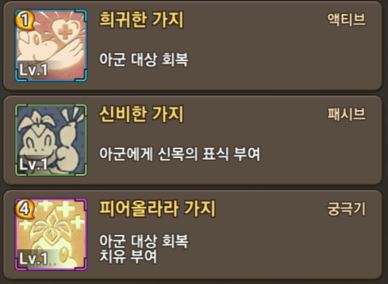 1
희귀한 가지
액티브
Lv.1
아군 대상 회복
신비한 가지
패시브
Lv.1
아군에게 신목의 표식 부여
4
피어올라라 가지
궁극기
Lv.1
아군 대상 회복
치유 부여